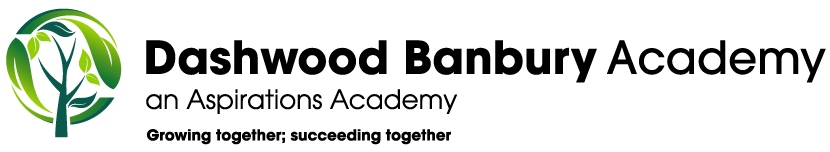 Dashwood Banbury Academy
an Aspirations Academy
Growing together; succeeding together